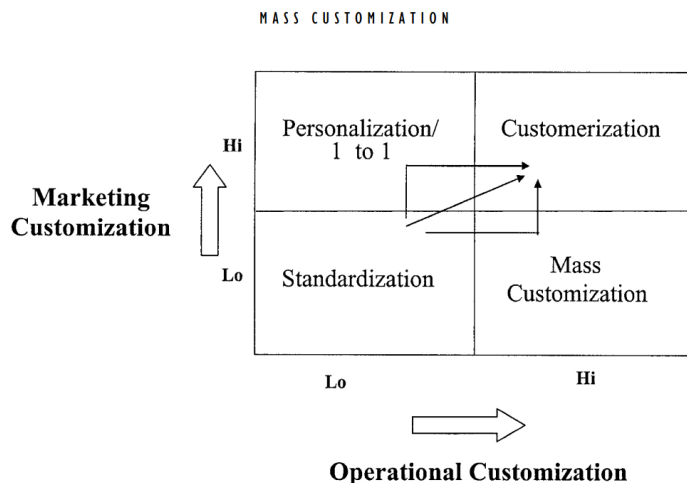 MASS CUSTOMIZATION
Personalization/
1 to 1
Customerization
Hi
Marketing
Customization
Lo
Standardization
Mass
Customization
Lo
Hi
Operational Customization